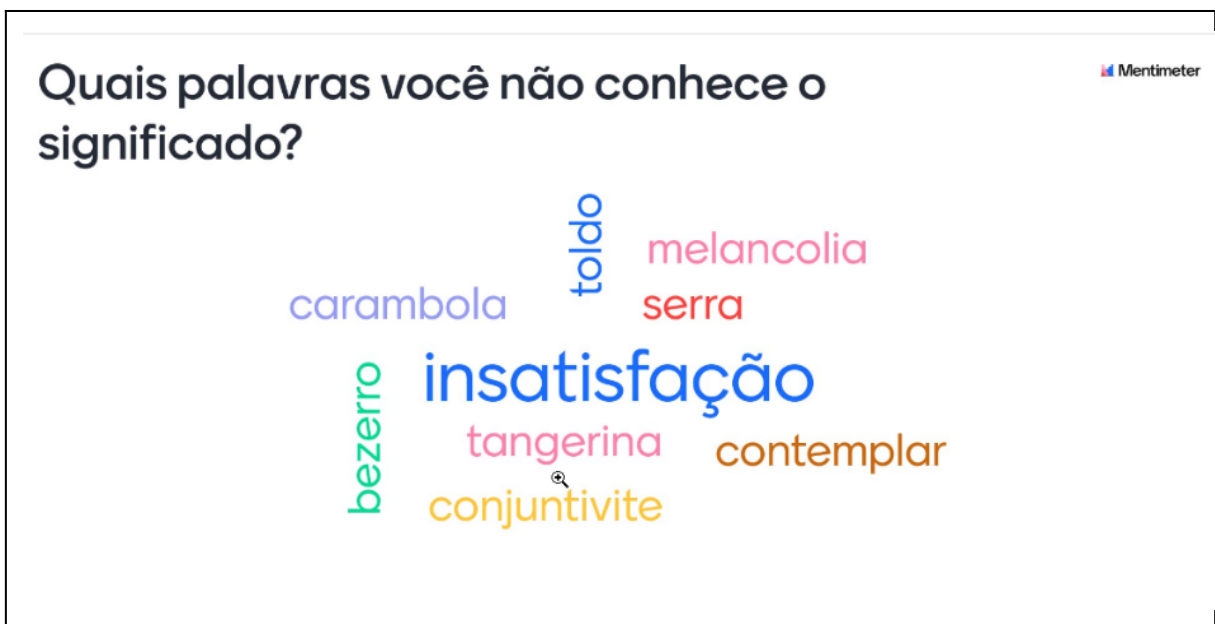 Quais palavras você não conhece o
significado?
Mentimeter
toldo
melancolia
carambola
serra
insatisfação
bezerro
tangerina
contemplar
conjuntivite